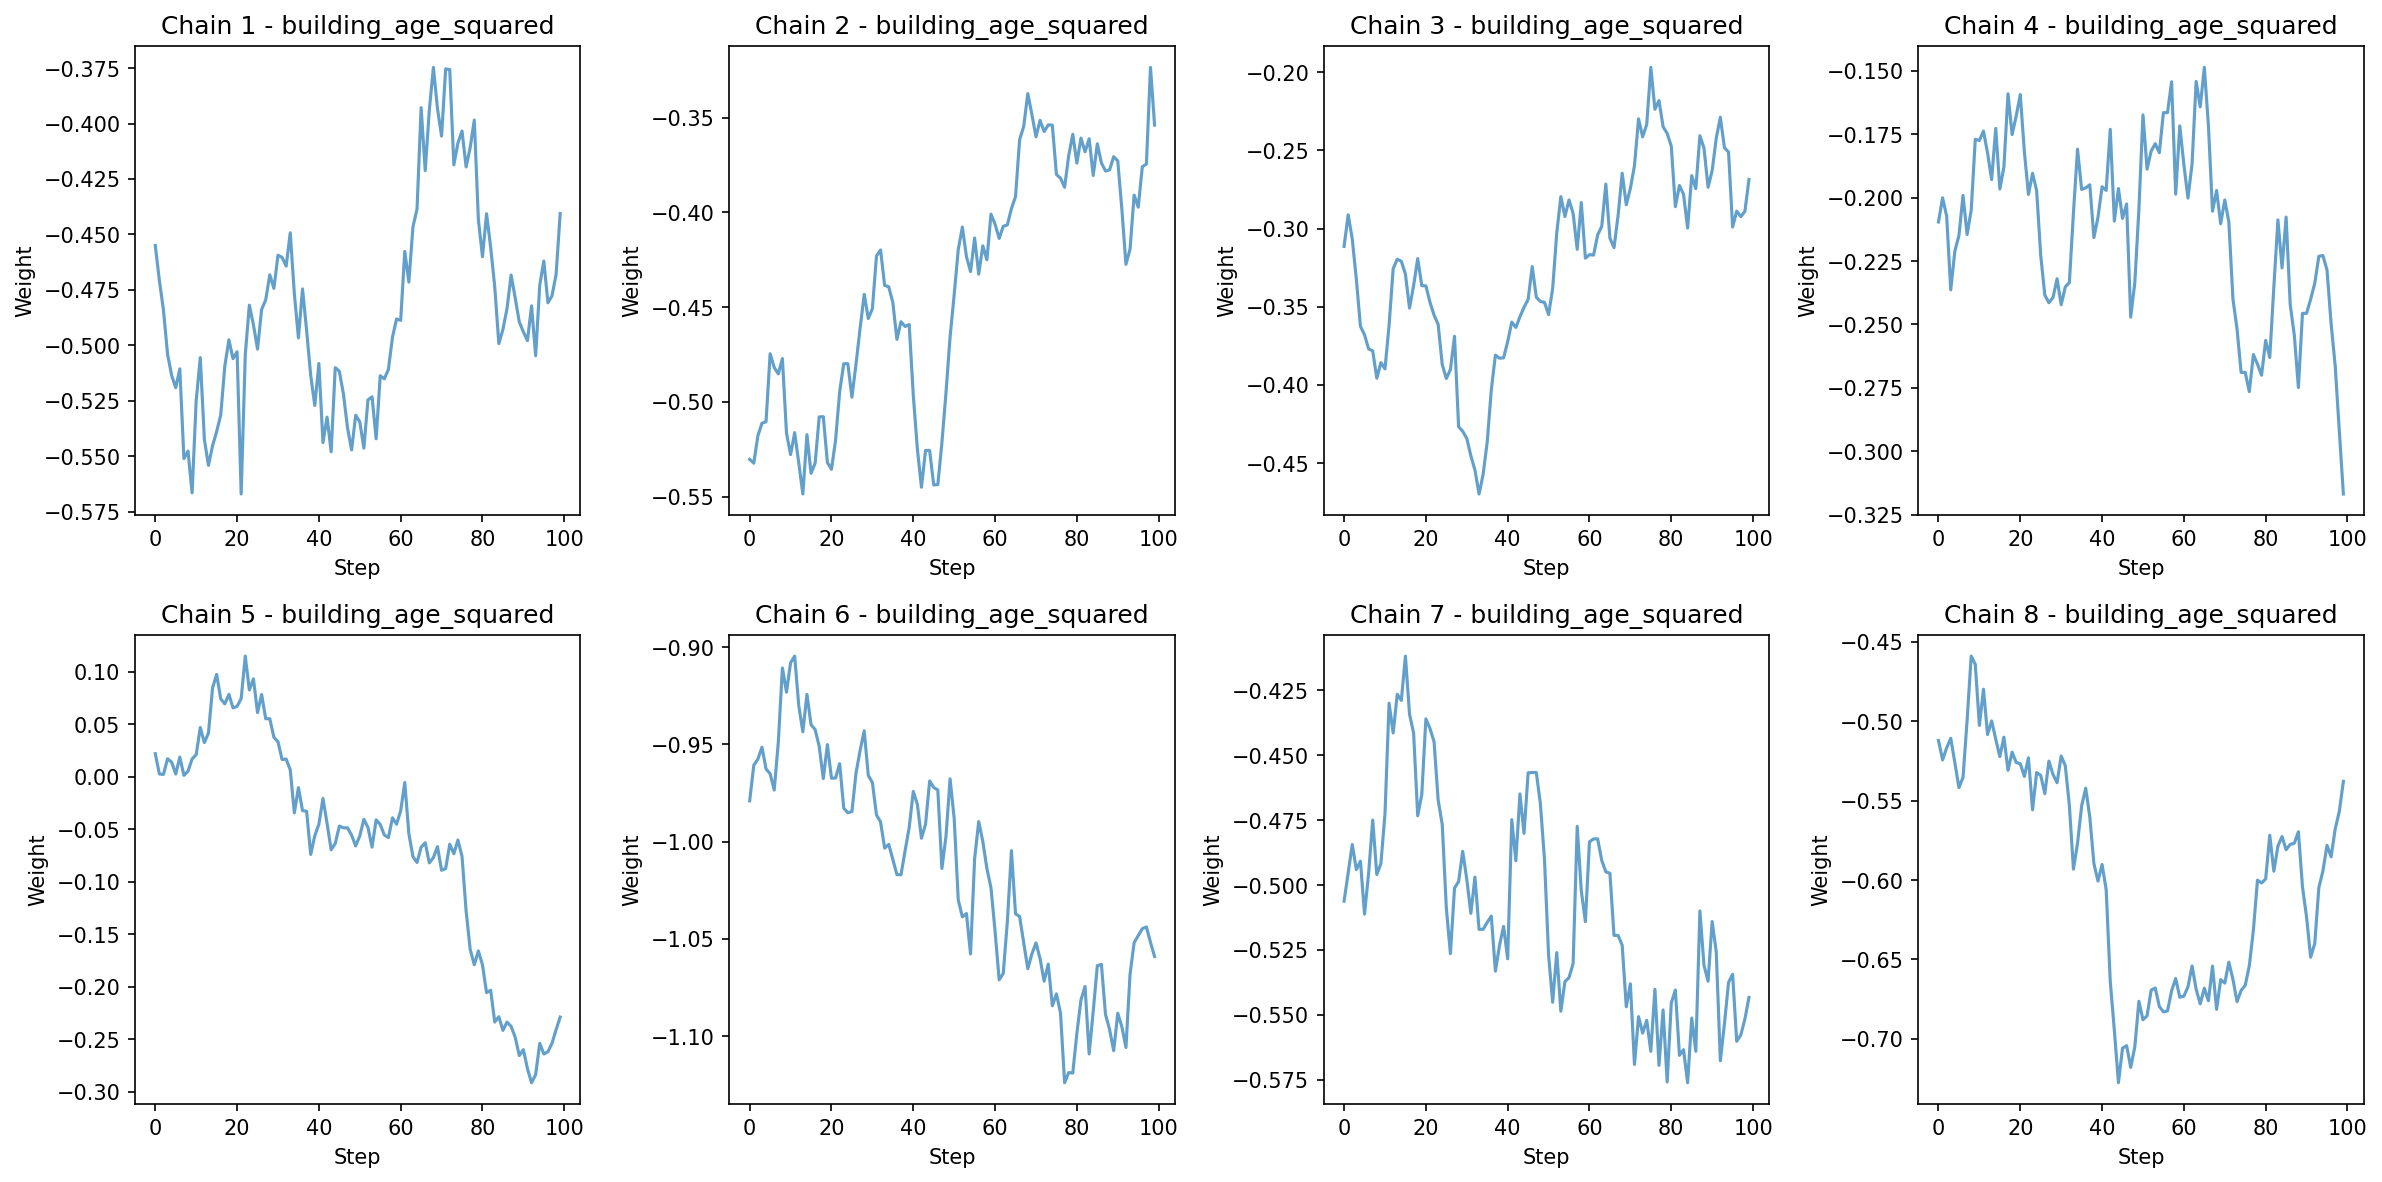 Chain 1 - building_age_squared
Chain 2 - building_age_squared
Chain 3 - building_age_squared
Chain 4 - building_age_squared
−0.375
−0.400
−0.425
−0.450
−0.475
−0.500
−0.525
−0.550
−0.575
Weight
0 20 40 60 80 100
Step
−0.35
−0.40
−0.45
−0.50
−0.55
Weight
0 20 40 60 80 100
Step
−0.20
−0.25
−0.30
−0.35
−0.40
−0.45
Weight
0 20 40 60 80 100
Step
−0.150
−0.175
−0.200
−0.225
−0.250
−0.275
−0.300
−0.325
Weight
0 20 40 60 80 100
Step
Chain 5 - building_age_squared
Chain 6 - building_age_squared
Chain 7 - building_age_squared
Chain 8 - building_age_squared
0.10
0.05
0.00
−0.05
−0.10
−0.15
−0.20
−0.25
−0.30
Weight
0 20 40 60 80 100
Step
−0.90
−0.95
−1.00
−1.05
−1.10
Weight
0 20 40 60 80 100
Step
−0.425
−0.450
−0.475
−0.500
−0.525
−0.550
−0.575
Weight
0 20 40 60 80 100
Step
−0.45
−0.50
−0.55
−0.60
−0.65
−0.70
Weight
0 20 40 60 80 100
Step